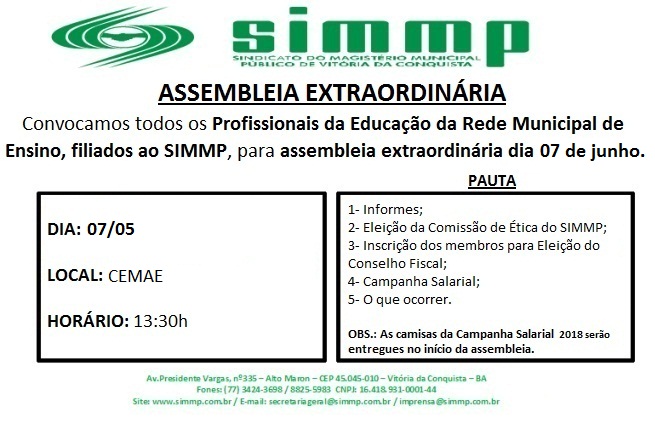 simmp
SINDICATO DO MAGISTÉRIO MUNICIPAL
PÚBLICO DE VITÓRIA DA CONQUISTA
ASSEMBLEIA EXTRAORDINÁRIA
Convocamos todos os Profissionais da Educação da Rede Municipal de
Ensino, filiados ao SIMMP, para assembleia extraordinária dia 07 de junho.
PAUTA
DIA: 07/05
LOCAL: CEMAE
HORÁRIO: 13:30h
1- Informes;
2- Eleição da Comissão de Ética do SIMMP;
3- Inscrição dos membros para Eleição do
Conselho Fiscal;
4- Campanha Salarial;
5- O que ocorrer.
OBS.: As camisas da Campanha Salarial 2018 serão
entregues no início da assembleia.
Av.Presidente Vargas, nº335 – Alto Maron – CEP 45.045-010 – Vitória da Conquista – BA
Fones: (77) 3424-3698 / 8825-5983 CNPJ: 16.418.931-0001-44
Site: www.simmp.com.br / E-mail: secretariageral@simmp.com.br / imprensa@simmp.com.br